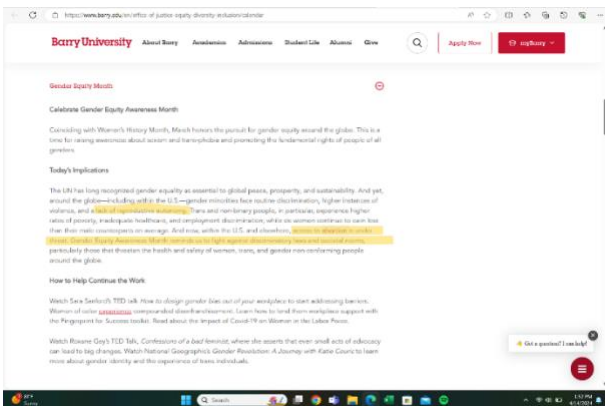 https://www.barry.edu/en/office-of-justice-equity-diversity-inclusion/calendar
Barry University About Barry Academics Admissions Student Life Alumni Give Apply Now myBarry
Gender Equity Month
Celebrate Gender Equity Awareness Month
Coinciding with Women's History Month, March honors the pursuit for gender equity around the globe. This is a
time for raising awareness about sexism and transphobia and promoting the fundamental rights of people of all
genders.
Today's Implications
The UN has long recognized gender equality as essential to global peace, prosperity, and sustainability. And yet,
around the globe—including within the U.S.—gender minorities face routine discrimination, higher instances of
violence, and a lack of reproductive autonomy. Trans and non-binary people, in particular, experience higher
rates of poverty, inadequate healthcare, and employment discrimination, while cis women continue to earn less
than their male counterparts on average. And now, within the U.S. and elsewhere, access to abortion is under
threat. Gender Equity Awareness Month reminds us to fight against discriminatory laws and societal norms,
particularly those that threaten the health and safety of women, trans, and gender non-conforming people
around the globe.
How to Help Continue the Work
Watch Sara Sanford's TED talk How to design gender bias out of your workplace to start addressing barriers.
Women of color experience compounded disenfranchisement. Learn how to lend them workplace support with
the Fingerprint for Success toolkit. Read about the impact of Covid-19 on Women in the Labor Force.
Watch Roxane Gay's TED Talk, Confessions of a bad feminist, where she asserts that even small acts of advocacy
can lead to big changes. Watch National Geographic's Gender Revolution: A Journey with Katie Couric to learn
more about gender identity and the experience of trans individuals.
Got a question? I can help!
Sunny
Search
1:52 PM
4/14/2024